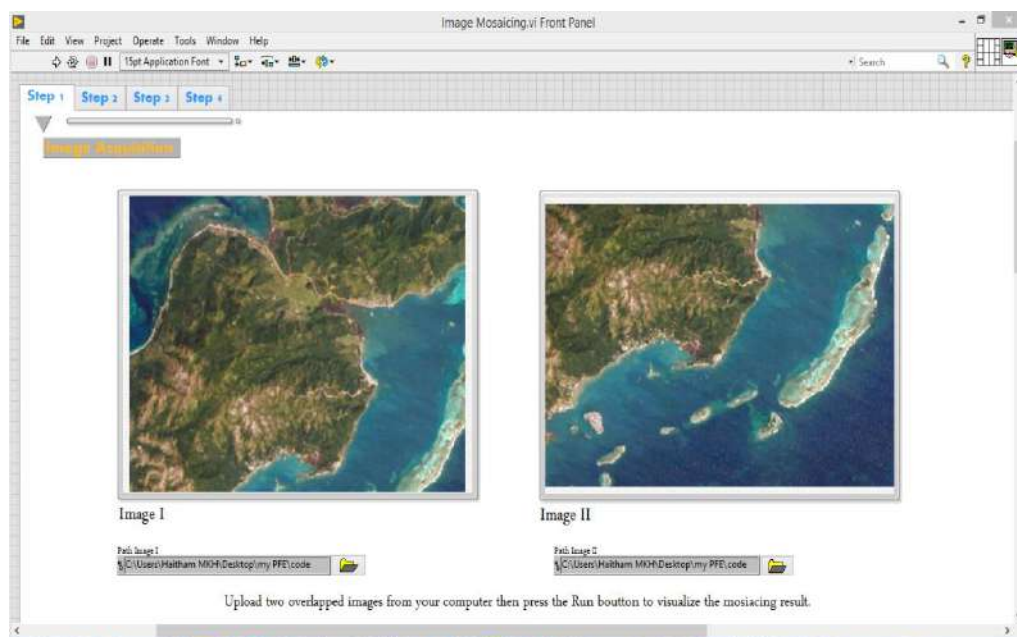 Image Mosaicing.vi Front Panel
File Edit View Project Operate Tools Window Help
15pt Application Font
Search
Step 1 Step 2 Step 3 Step 4
Image Acquisition
Image I
Image II
Path Image I
Path Image II
C:\Users\Haitham MKH\Desktop\my PFE\code
C:\Users\Haitham MKH\Desktop\my PFE\code
Upload two overlapped images from your computer then press the Run boutton to visualize the mosiacing result.